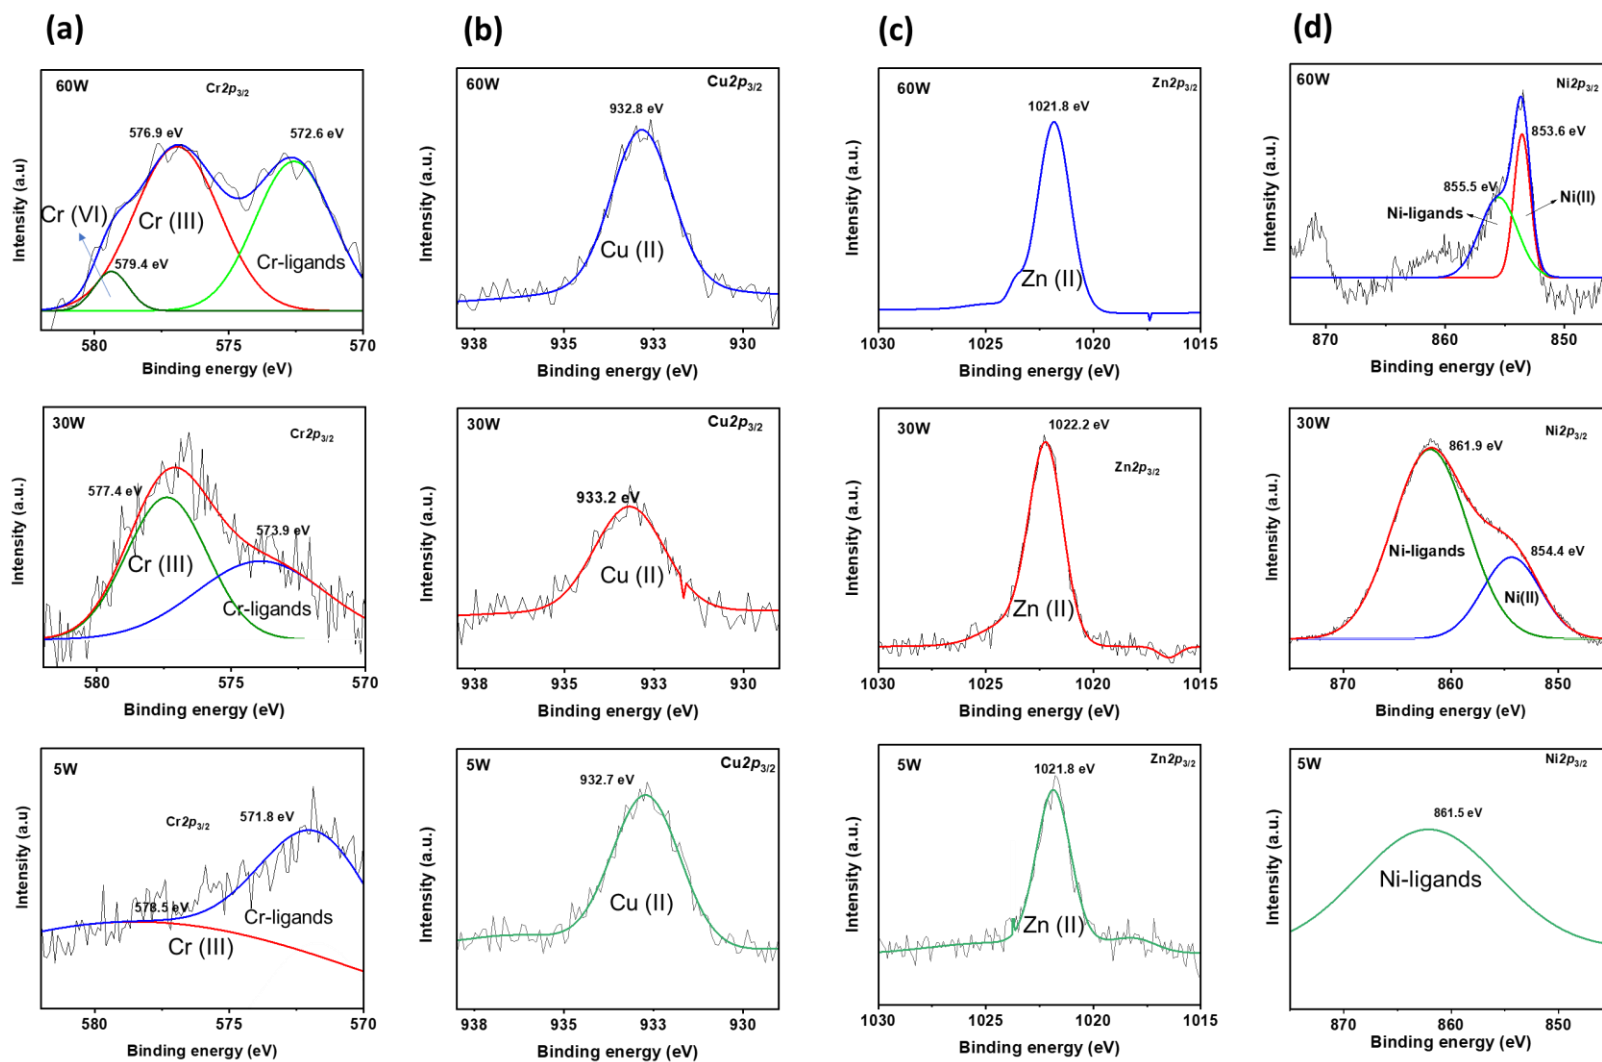 (a)
(b)
(c)
(d)
60W
Cr2p3/2
576.9 eV
572.6 eV
Cr (VI)
Cr (III)
Cr-ligands
579.4 eV
Intensity (a.u)
580
575
570
Binding energy (eV)
60W
Cu2p3/2
932.8 eV
Cu (II)
Intensity (a.u.)
938
935
933
930
Binding energy (eV)
60W
Zn2p3/2
1021.8 eV
Zn (II)
Intensity (a.u.)
1030
1025
1020
1015
Binding energy (eV)
60W
Ni2p3/2
853.6 eV
855.5 eV
Ni-ligands
Ni(II)
Intensity (a.u.)
870
860
850
Binding energy (eV)
30W
Cr2p3/2
577.4 eV
573.9 eV
Cr (III)
Cr-ligands
Intensity (a.u.)
580
575
570
Binding energy (eV)
30W
Cu2p3/2
933.2 eV
Cu (II)
Intensity (a.u.)
938
935
933
930
Binding energy (eV)
30W
1022.2 eV
Zn2p3/2
Zn (II)
Intensity (a.u.)
1030
1025
1020
1015
Binding energy (eV)
30W
Ni2p3/2
861.9 eV
Ni-ligands
854.4 eV
Ni(II)
Intensity (a.u.)
870
860
850
Binding energy (eV)
5W
Cr2p3/2
571.8 eV
578.5 eV
Cr-ligands
Cr (III)
Intensity (a.u)
580
575
570
Binding energy (eV)
5W
Cu2p3/2
932.7 eV
Cu (II)
Intensity (a.u.)
938
935
933
930
Binding energy (eV)
5W
1021.8 eV
Zn2p3/2
Zn (II)
Intensity (a.u.)
1030
1025
1020
1015
Binding energy (eV)
5W
Ni2p3/2
861.5 eV
Ni-ligands
Intensity (a.u.)
870
860
850
Binding energy (eV)